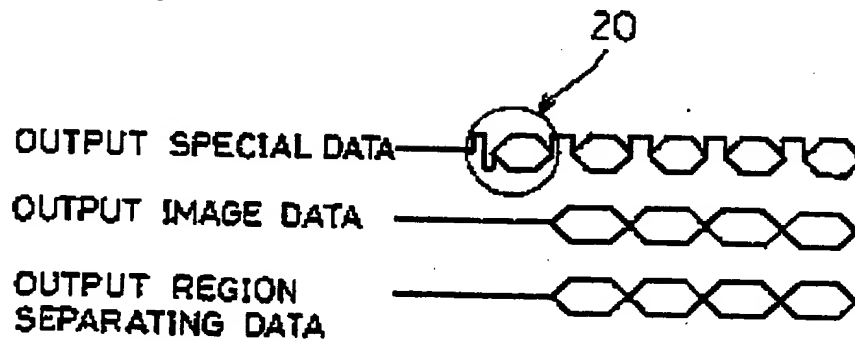 20
OUTPUT SPECIAL DATA
OUTPUT IMAGE DATA
OUTPUT REGION
SEPARATING DATA